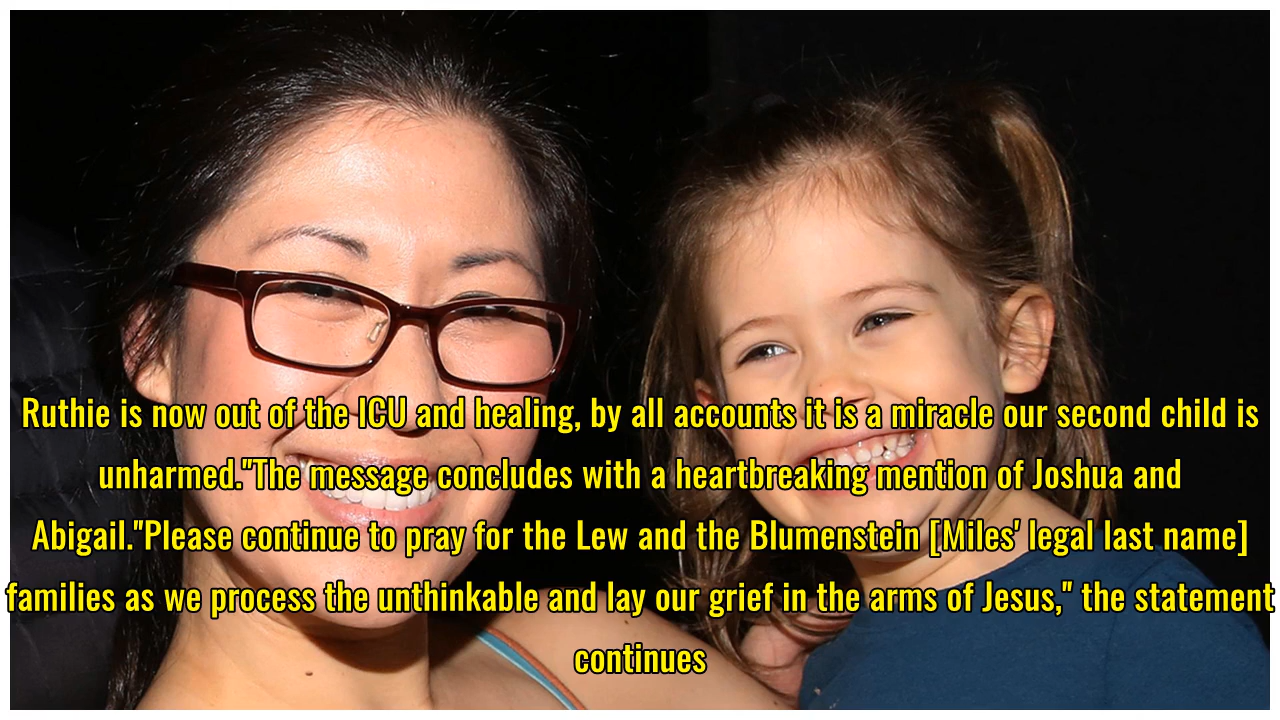 Ruthie is now out of the ICU and healing, by all accounts it is a miracle our second child is
unharmed."The message concludes with a heartbreaking mention of Joshua and
Abigail."Please continue to pray for the Lew and the Blumenstein [Miles' legal last name]
families as we process the unthinkable and lay our grief in the arms of Jesus," the statement
continues